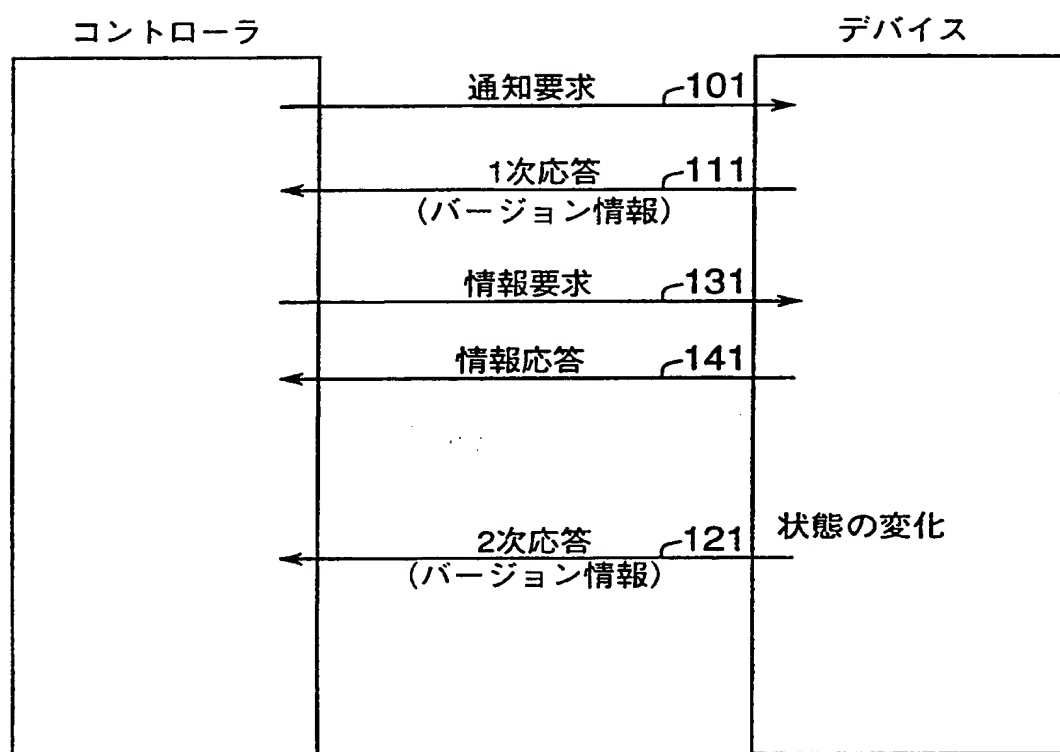 コントローラ
デバイス
通知要求 101
1次応答 111
(バージョン情報)
情報要求 131
情報応答 141
状態の変化
2次応答 121
(バージョン情報)